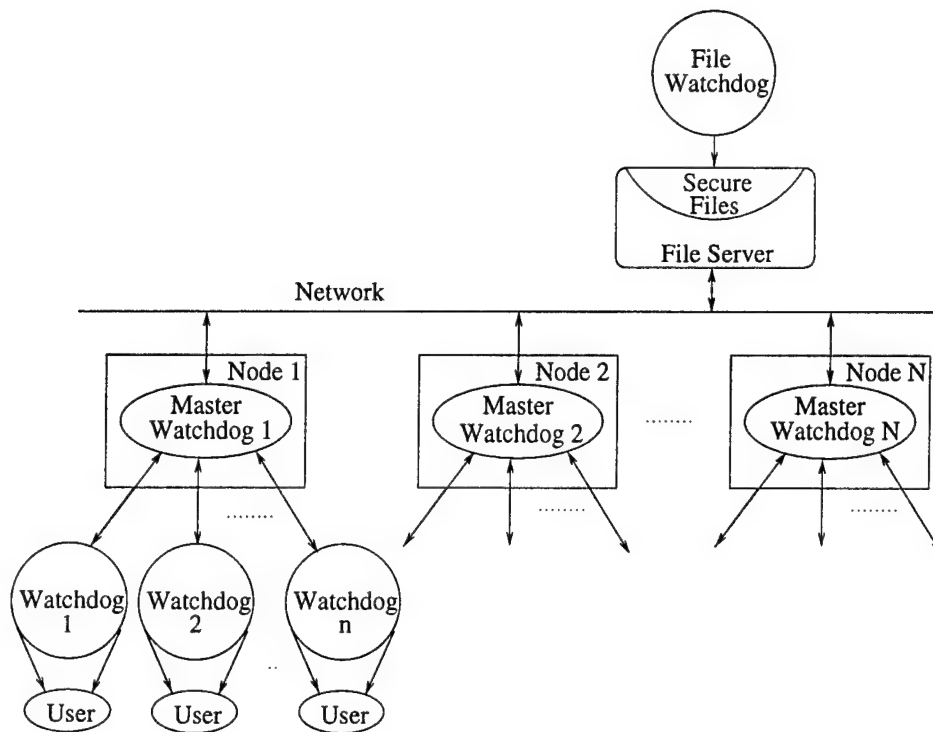 File
Watchdog
Secure
Files
File Server
Network
Node 1
Master
Watchdog 1
Node 2
Master
Watchdog 2
........
Node N
Master
Watchdog N
........
........
........
Watchdog
1
Watchdog
2
Watchdog
n
..
User
User
User